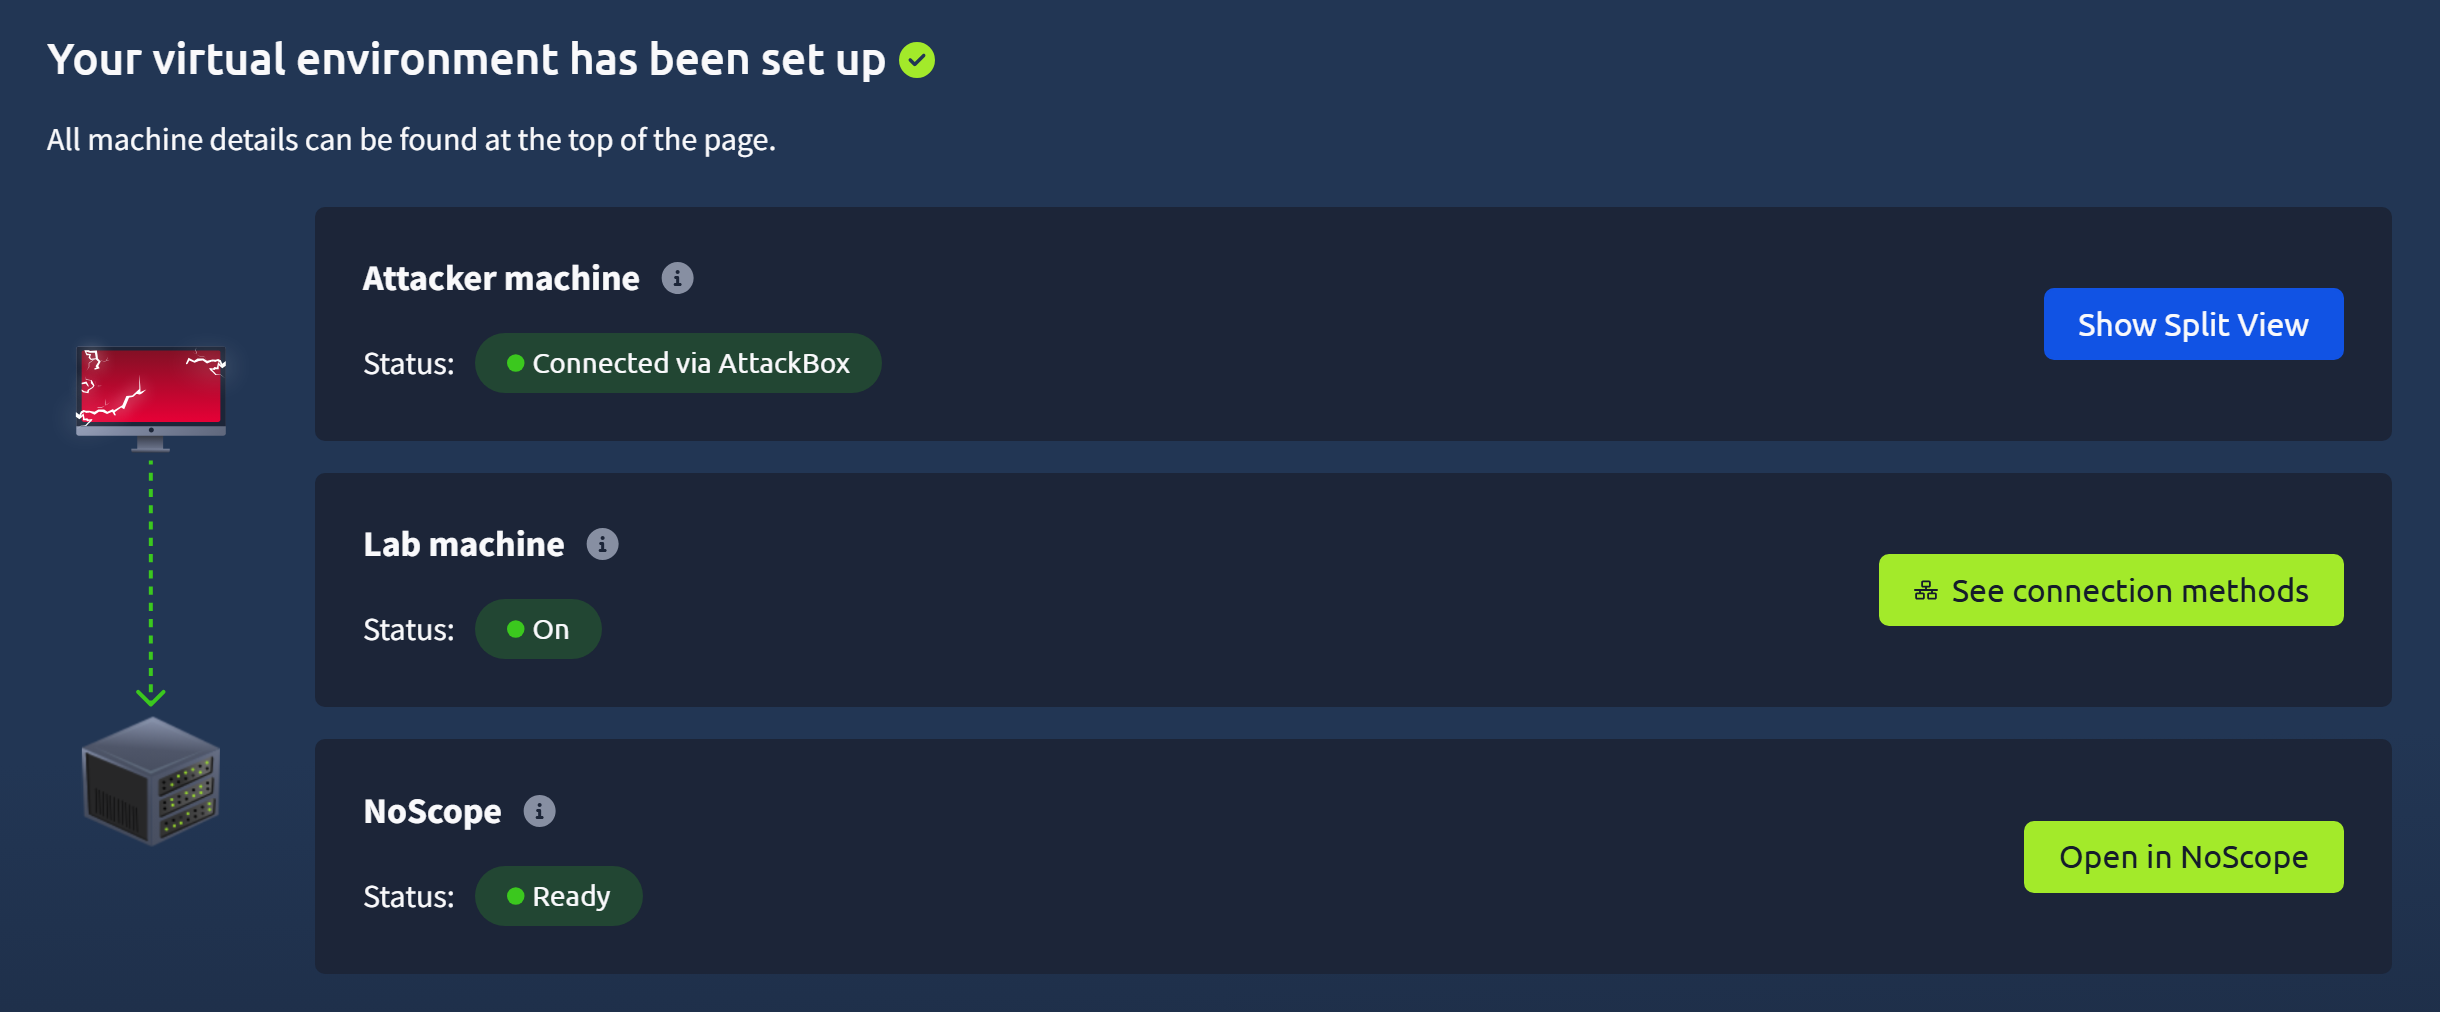 Your virtual environment has been set up
All machine details can be found at the top of the page.
Attacker machine
Status: Connected via AttackBox
Show Split View
Lab machine
Status: On
See connection methods
NoScope
Status: Ready
Open in NoScope